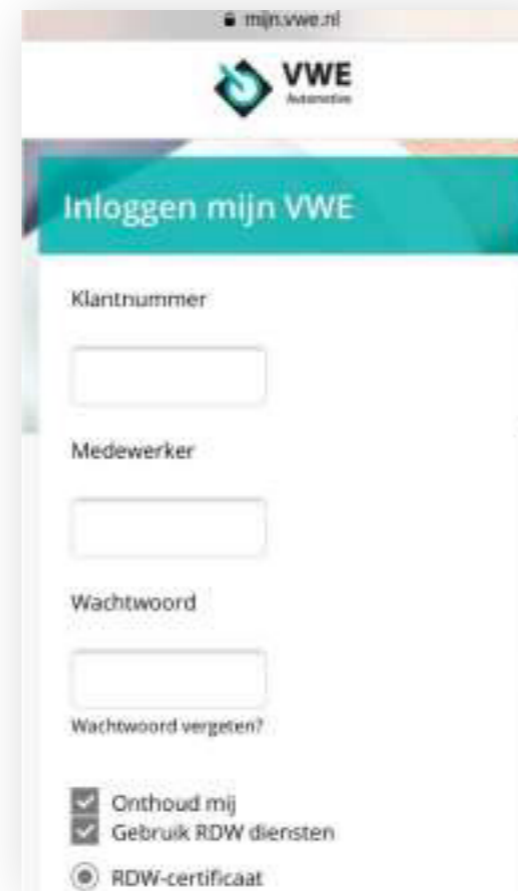 mijn.vwe.nl
VWE
Automotive
Inloggen mijn VWE
Klantnummer
Medewerker
Wachtwoord
Wachtwoord vergeten?
Onthoud mij
Gebruik RDW diensten
RDW-certificaat